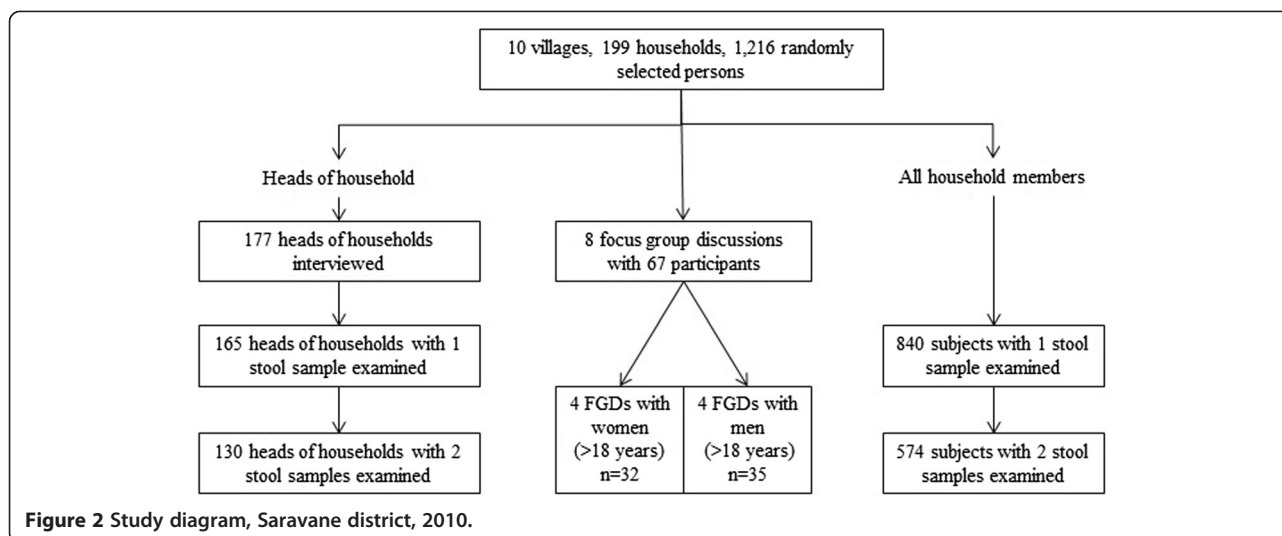 10 villages, 199 households, 1,216 randomly
selected persons
Heads of household
All household members
177 heads of households
interviewed
8 focus group discussions
with 67 participants
165 heads of households with 1
stool sample examined
840 subjects with 1 stool
sample examined
4 FGDs with
women
(>18 years)
n=32
4 FGDs with
men
(>18 years)
n=35
130 heads of households with 2
stool samples examined
574 subjects with 2 stool
samples examined
Figure 2 Study diagram, Saravane district, 2010.